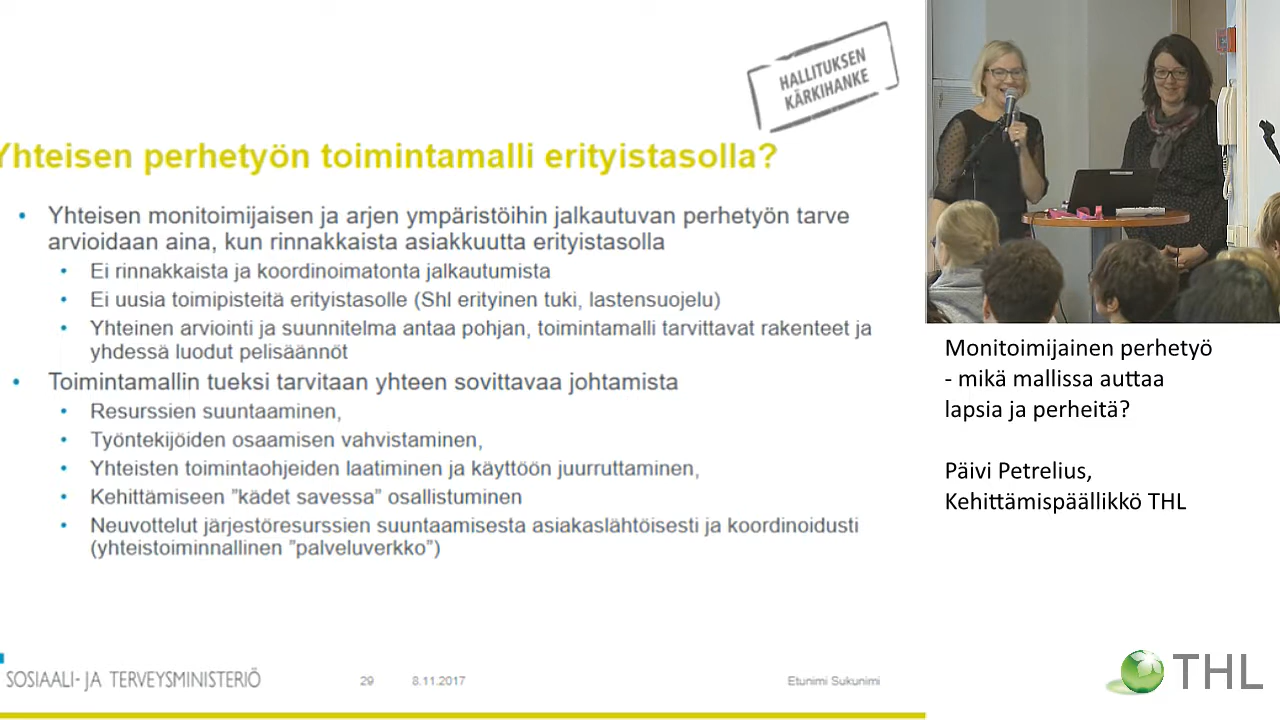 HALLITUKSEN
KÄRKIHANKE
Yhteisen perhetyön toimintamalli erityistasolla?
• Yhteisen monitoimijaisen ja arjen ympäristöihin jalkautuvan perhetyön tarve
arvioidaan aina, kun rinnakkaista asiakkuutta erityistasolla
• Ei rinnakkaista ja koordinoimatonta jalkautumista
• Ei uusia toimipisteitä erityistasolle (Shl erityinen tuki, lastensuojelu)
• Yhteinen arviointi ja suunnitelma antaa pohjan, toimintamalli tarvittavat rakenteet ja
yhdessä luodut pelisäännöt
• Toimintamallin tueksi tarvitaan yhteen sovittavaa johtamista
• Resurssien suuntaaminen,
• Työntekijöiden osaamisen vahvistaminen,
• Yhteisten toimintaohjeiden laatiminen ja käyttöön juurruttaminen,
• Kehittämiseen ”kädet savessa” osallistuminen
• Neuvottelut järjestöresurssien suuntaamisesta asiakaslähtöisesti ja koordinoidusti
(yhteistoiminnallinen ”palveluverkko”)
SOSIAALI- JA TERVEYSMINISTERIÖ
29
8.11.2017
Etunimi Sukunimi
Monitoimijainen perhetyö
- mikä mallissa auttaa
lapsia ja perheitä?
Päivi Petrelius,
Kehittämispäällikkö THL
THL